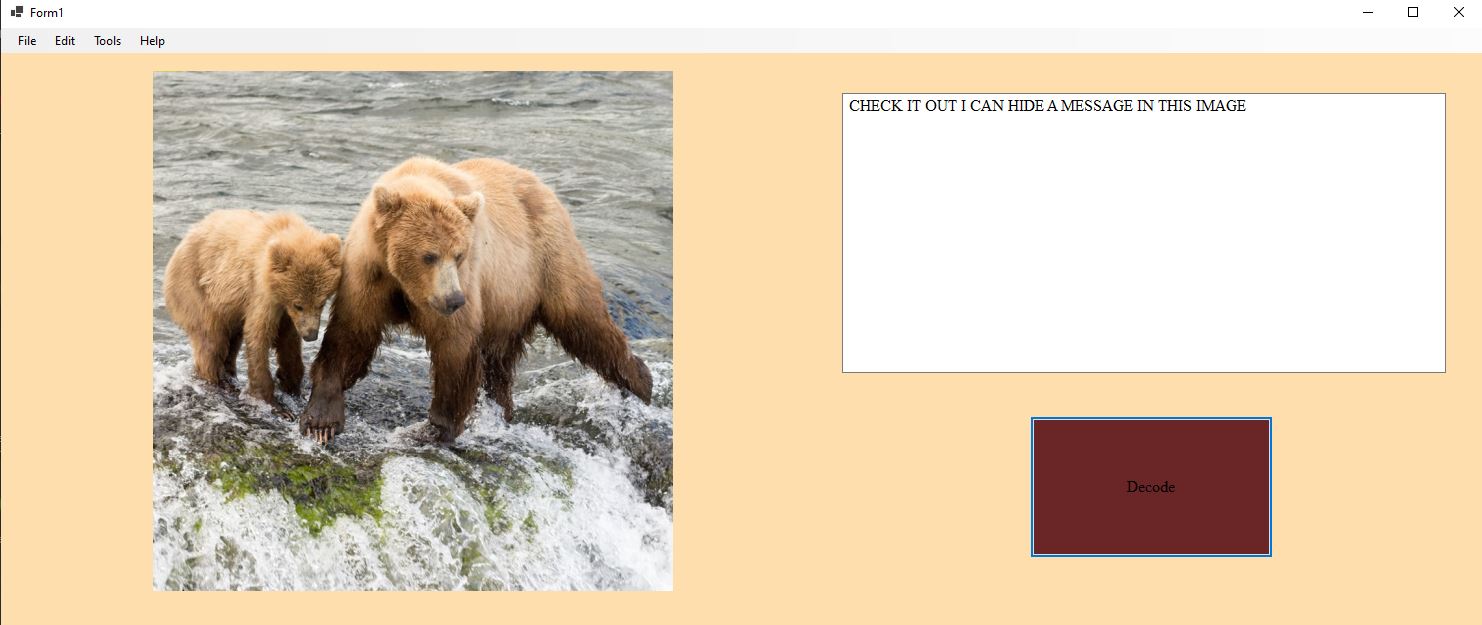 Form1
File Edit Tools Help
CHECK IT OUT I CAN HIDE A MESSAGE IN THIS IMAGE
Decode